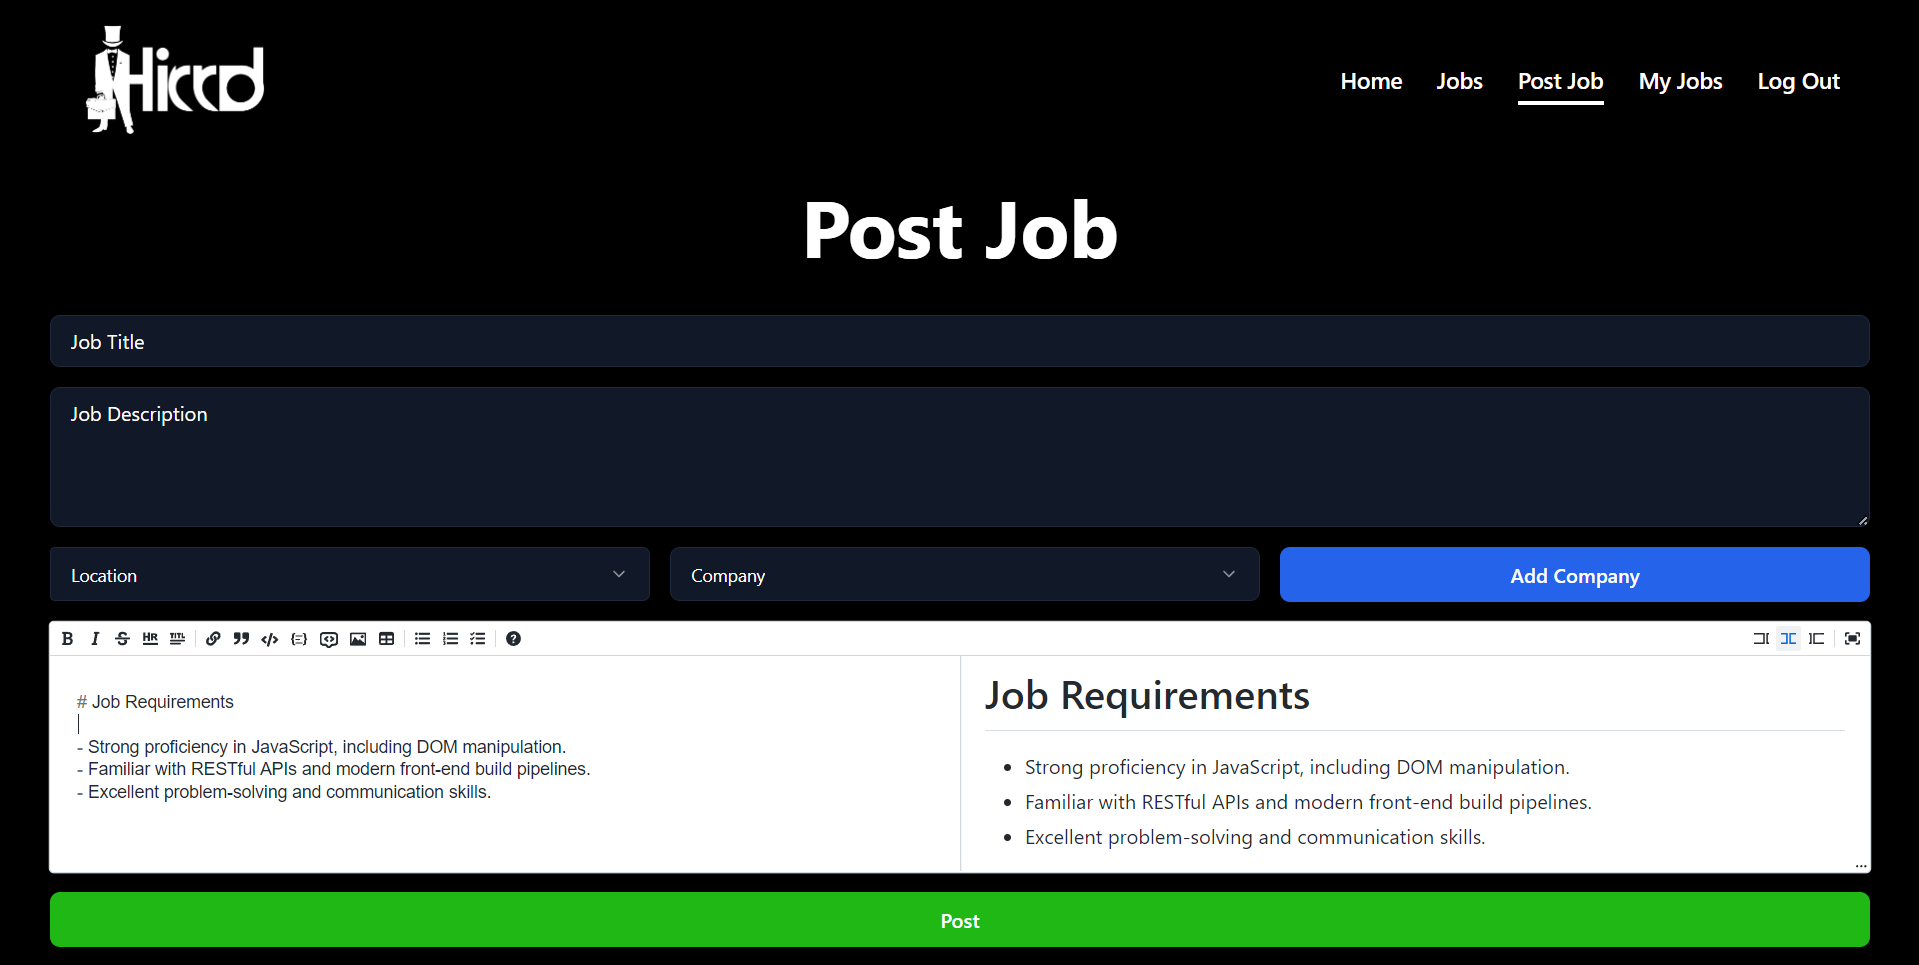 Hiccd
Home Jobs Post Job My Jobs Log Out
Post Job
Job Title
Job Description
Location
Company
Add Company
B I S HR TITL
# Job Requirements
- Strong proficiency in JavaScript, including DOM manipulation.
- Familiar with RESTful APIs and modern front-end build pipelines.
- Excellent problem-solving and communication skills.
Job Requirements
• Strong proficiency in JavaScript, including DOM manipulation.
• Familiar with RESTful APIs and modern front-end build pipelines.
• Excellent problem-solving and communication skills.
Post